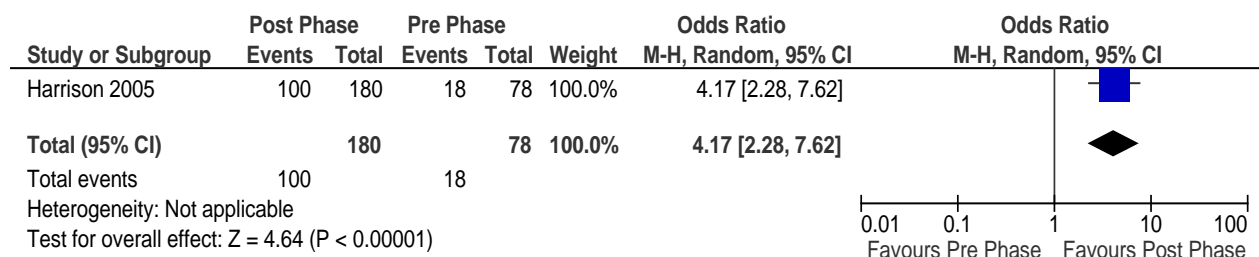 Post Phase Pre Phase Odds Ratio Odds Ratio
Study or Subgroup Events Total Events Total Weight M-H, Random, 95% CI M-H, Random, 95% CI
Harrison 2005 100 180 18 78 100.0% 4.17 [2.28, 7.62]
Total (95% CI) 180 78 100.0% 4.17 [2.28, 7.62]
Total events 100 18
Heterogeneity: Not applicable
Test for overall effect: Z = 4.64 (P < 0.00001)
0.01 0.1 1 10 100
Favours Pre Phase Favours Post Phase